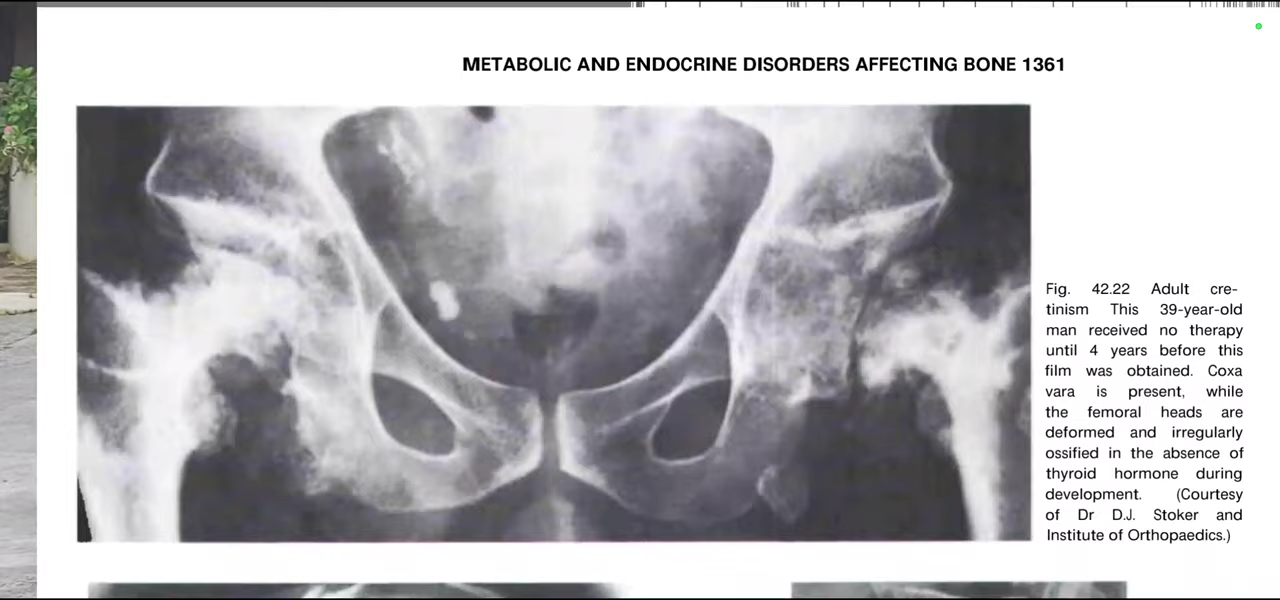 METABOLIC AND ENDOCRINE DISORDERS AFFECTING BONE 1361
Fig. 42.22 Adult cre-
tinism This 39-year-old
man received no therapy
until 4 years before this
film was obtained. Coxa
vara is present, while
the femoral heads are
deformed and irregularly
ossified in the absence of
thyroid hormone during
development. (Courtesy
of Dr D.J. Stoker and
Institute of Orthopaedics.)